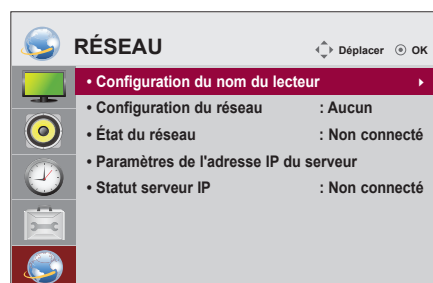 RÉSEAU
Déplacer OK
• Configuration du nom du lecteur
• Configuration du réseau : Aucun
• État du réseau : Non connecté
• Paramètres de l'adresse IP du serveur
• Statut serveur IP : Non connecté